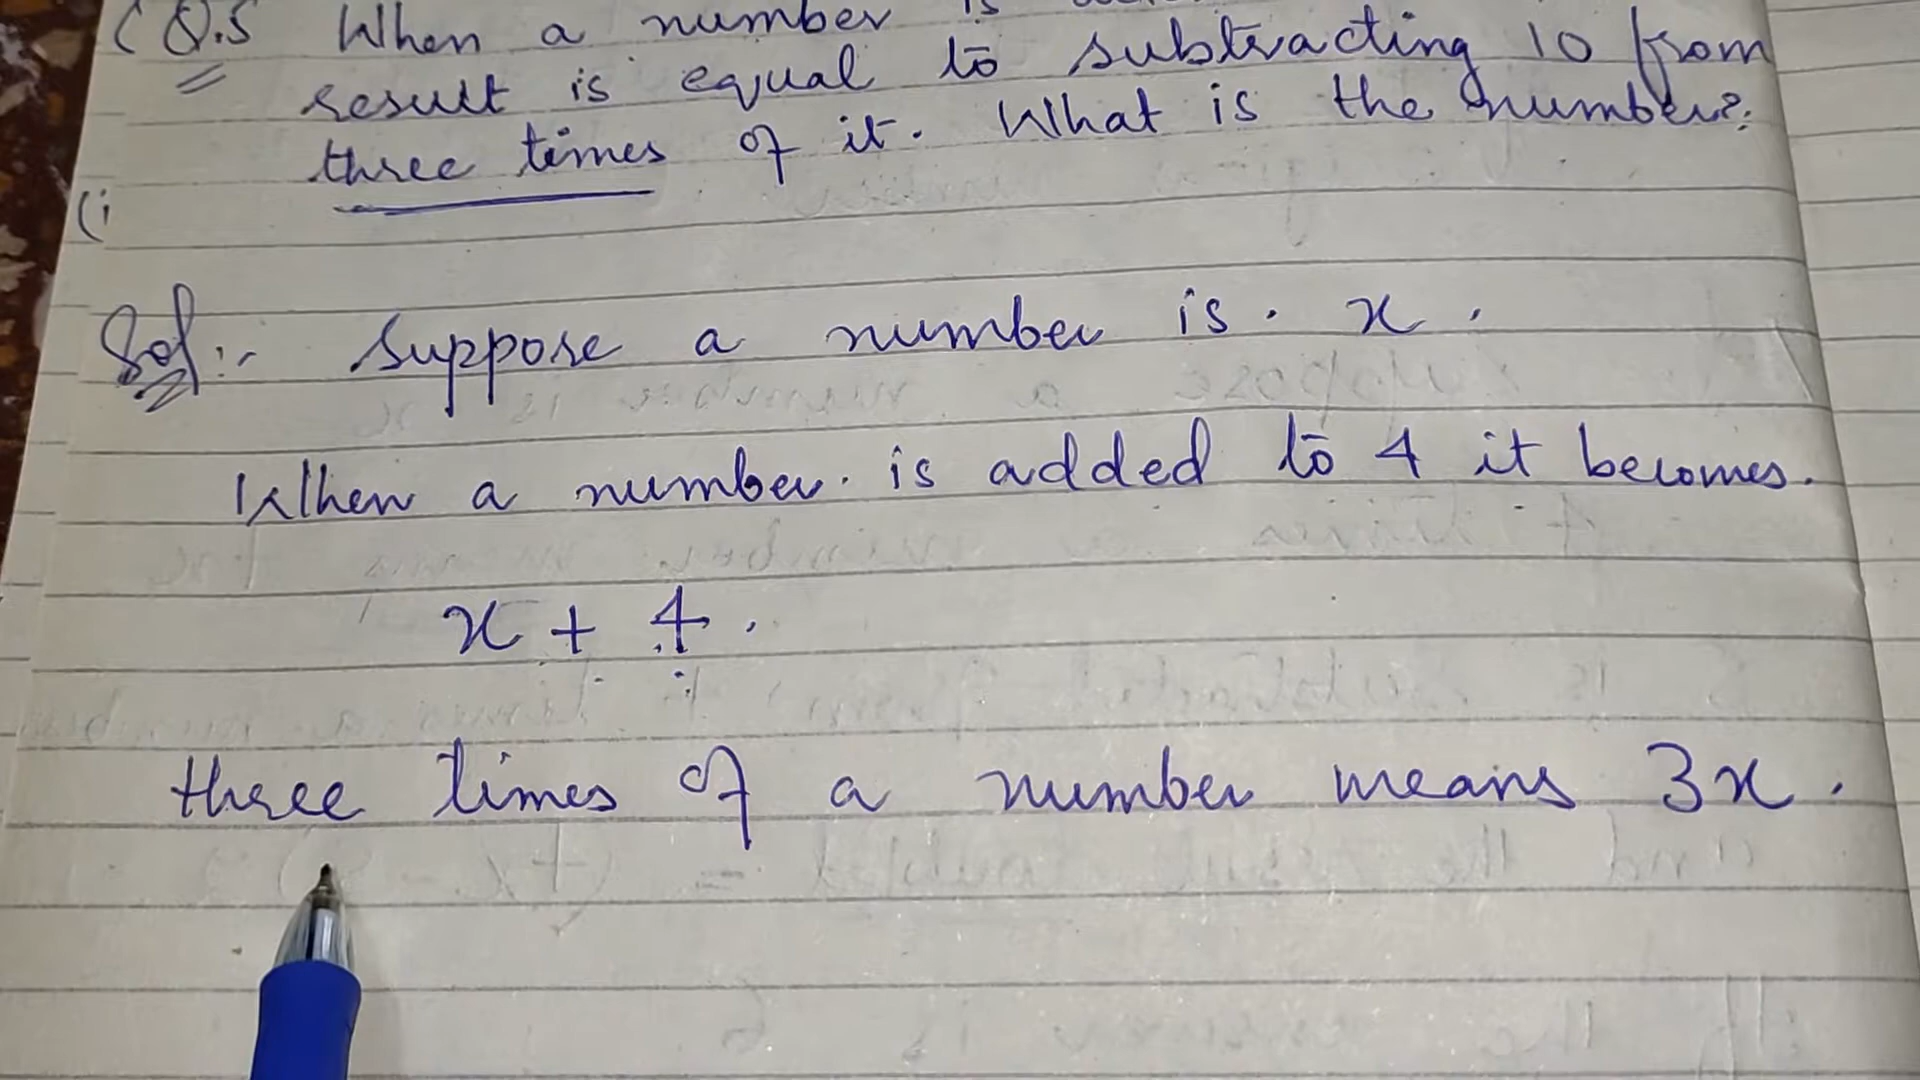 ( Q.5 When a number is
result is equal to subtracting 10 from
three times of it. What is the number?
(i
Sol:- Suppose a number is. x.
When a number. is added to 4 it becomes.
x + 4.
three times of a number means 3x.